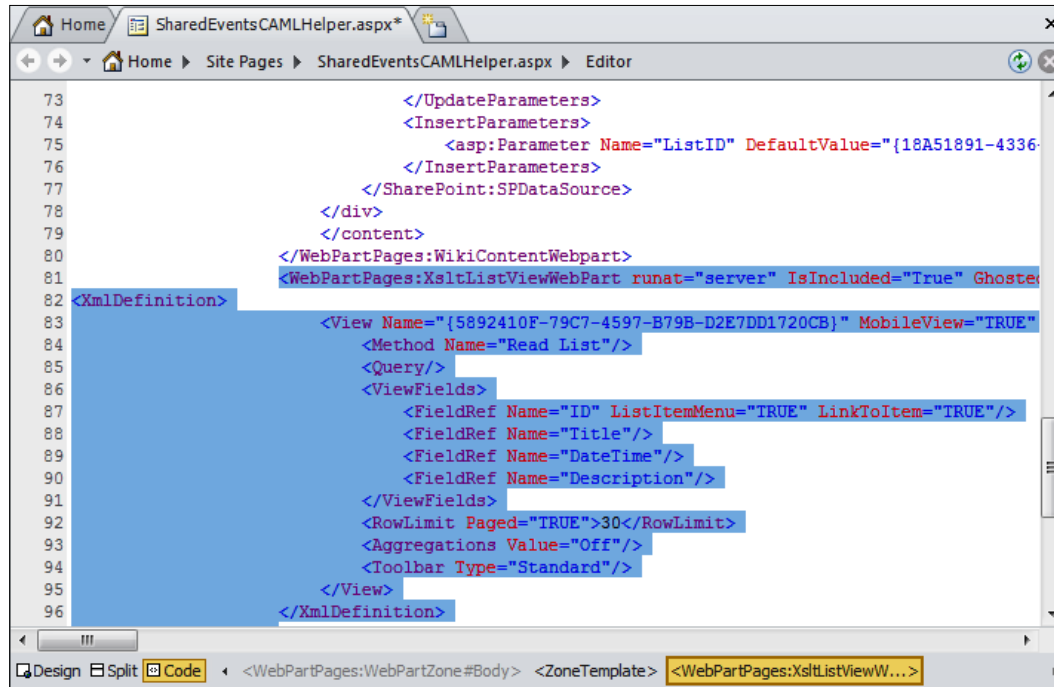 Home SharedEventsCAMLHelper.aspx*
Home Site Pages SharedEventsCAMLHelper.aspx Editor
73 </UpdateParameters>
74 <InsertParameters>
75 <asp:Parameter Name="ListID" DefaultValue="{18A51891-4336-
76 </InsertParameters>
77 </SharePoint:SPDataSource>
78 </div>
79 </content>
80 </WebPartPages:WikiContentWebpart>
81 <WebPartPages:XsltListViewWebPart runat="server" IsIncluded="True" Ghosted
82 <XmlDefinition>
83 <View Name="{5892410F-79C7-4597-B79B-D2E7DD1720CB}" MobileView="TRUE"
84 <Method Name="Read List"/>
85 <Query/>
86 <ViewFields>
87 <FieldRef Name="ID" ListItemMenu="TRUE" LinkToItem="TRUE"/>
88 <FieldRef Name="Title"/>
89 <FieldRef Name="DateTime"/>
90 <FieldRef Name="Description"/>
91 </ViewFields>
92 <RowLimit Paged="TRUE">30</RowLimit>
93 <Aggregations Value="Off"/>
94 <Toolbar Type="Standard"/>
95 </View>
96 </XmlDefinition>
Design Split Code <WebPartPages:WebPartZone#Body> <ZoneTemplate> <WebPartPages:XsltListViewW...>